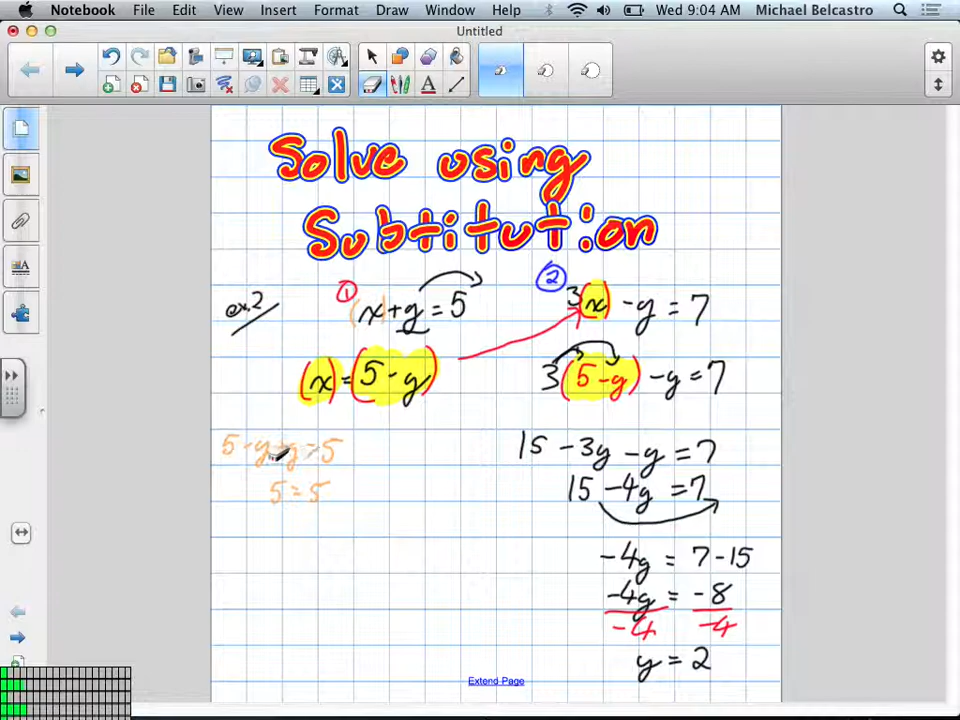 Notebook File Edit View Insert Format Draw Window Help Wed 9:04 AM Michael Belcastro
Untitled
Solve using
Subtitution
ex.2
① x+y=5
② 3(x) -y=7
(x)=(5-y)
3(5-y) -y=7
5-y+y=5
5=5
15 -3y -y =7
15 -4y =7
-4y = 7-15
-4y = -8
-4 -4
y = 2
Extend Page